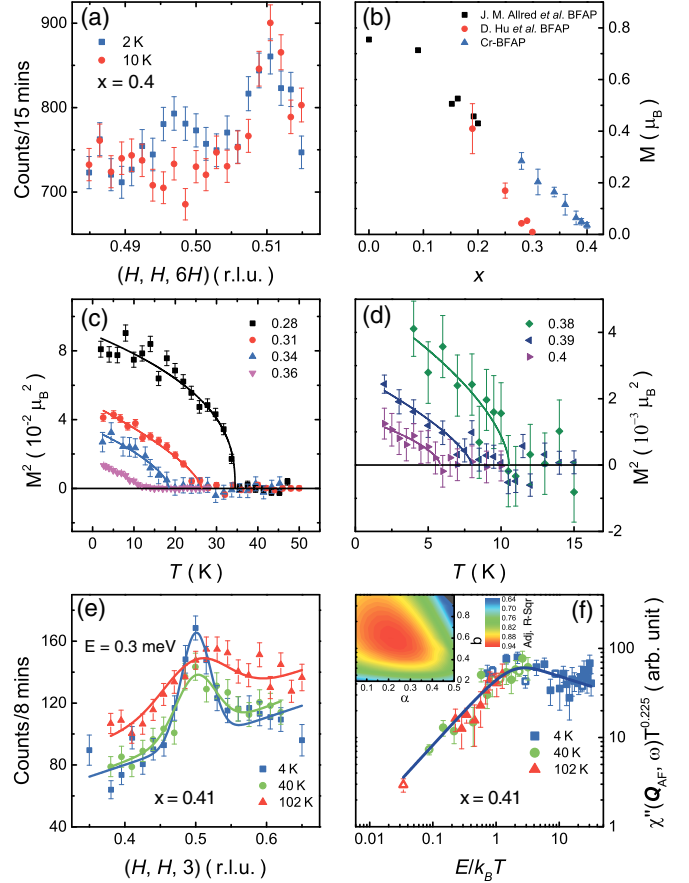 (a)
2 K
10 K
x = 0.4
900
850
800
750
700
Counts/15 mins
0.49
0.50
0.51
(H, H, 6H) ( r.l.u. )
(b)
J. M. Allred et al. BFAP
D. Hu et al. BFAP
Cr-BFAP
0.8
0.6
0.4
0.2
0.0
M ( μB )
0.0
0.1
0.2
0.3
0.4
x
(c)
0.28
0.31
0.34
0.36
8
4
0
M² (10⁻² μB²)
0
10
20
30
40
50
T ( K )
(d)
0.38
0.39
0.4
4
2
0
-2
M² ( 10⁻³ μB²)
0
5
10
15
T ( K )
(e)
E = 0.3 meV
4 K
40 K
102 K
x = 0.41
160
120
80
40
Counts/8 mins
0.4
0.5
0.6
(H, H, 3) ( r.l.u. )
(f)
0.8
0.6
0.4
0.2
b
0.1
0.2
0.3
0.4
0.5
α
0.64
0.70
0.76
0.82
0.88
0.94
Adj. R-Sqr
4 K
40 K
102 K
x = 0.41
100
10
1
χ''(QAF, ω)T^0.225 ( arb. unit )
0.01
0.1
1
10
E/kBT